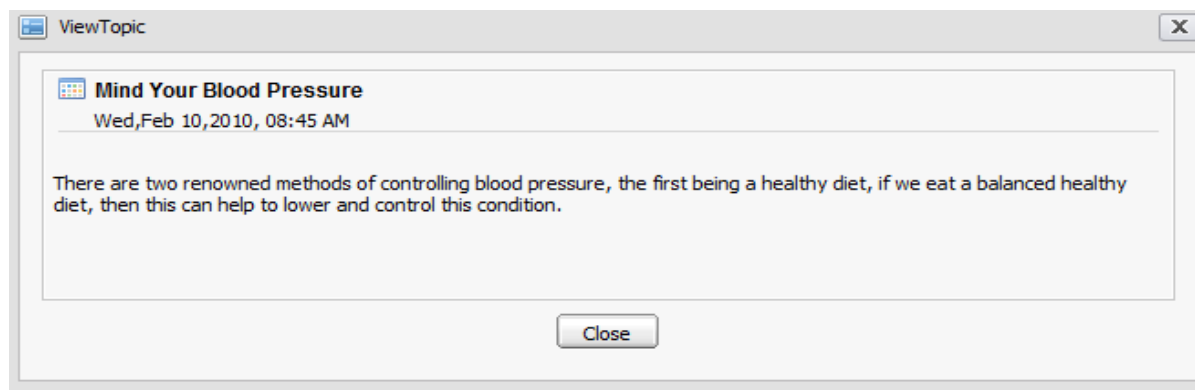 ViewTopic
X
Mind Your Blood Pressure
Wed,Feb 10,2010, 08:45 AM
There are two renowned methods of controlling blood pressure, the first being a healthy diet, if we eat a balanced healthy
diet, then this can help to lower and control this condition.
Close